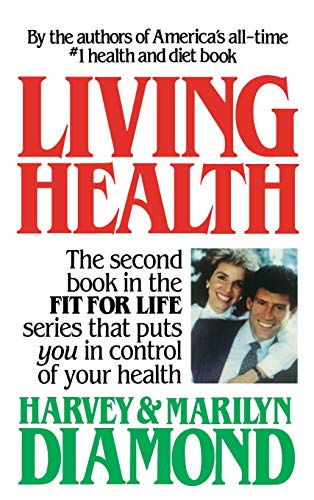 By the authors of America's all-time
#1 health and diet book
LIVING
HEALTH
The second
book in the
FIT FOR LIFE
series that puts
you in control
of your health
HARVEY & MARILYN
DIAMOND